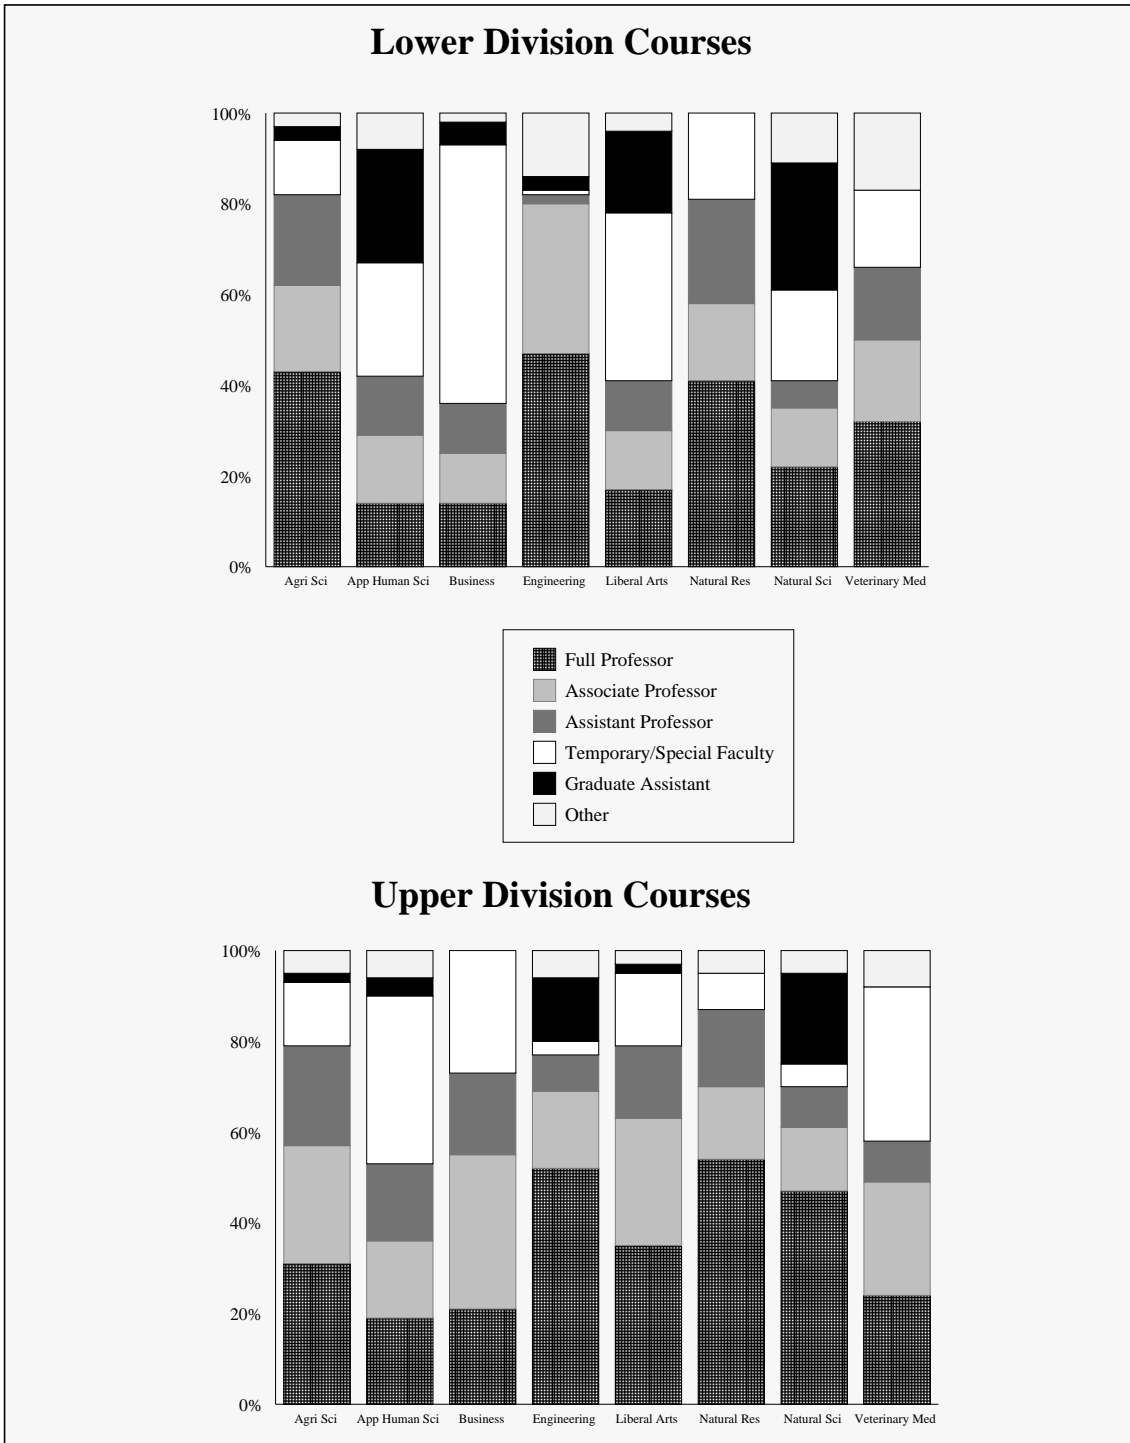 Lower Division Courses
100%
80%
60%
40%
20%
0%
Agri Sci App Human Sci Business Engineering Liberal Arts Natural Res Natural Sci Veterinary Med
Full Professor
Associate Professor
Assistant Professor
Temporary/Special Faculty
Graduate Assistant
Other
Upper Division Courses
100%
80%
60%
40%
20%
0%
Agri Sci App Human Sci Business Engineering Liberal Arts Natural Res Natural Sci Veterinary Med